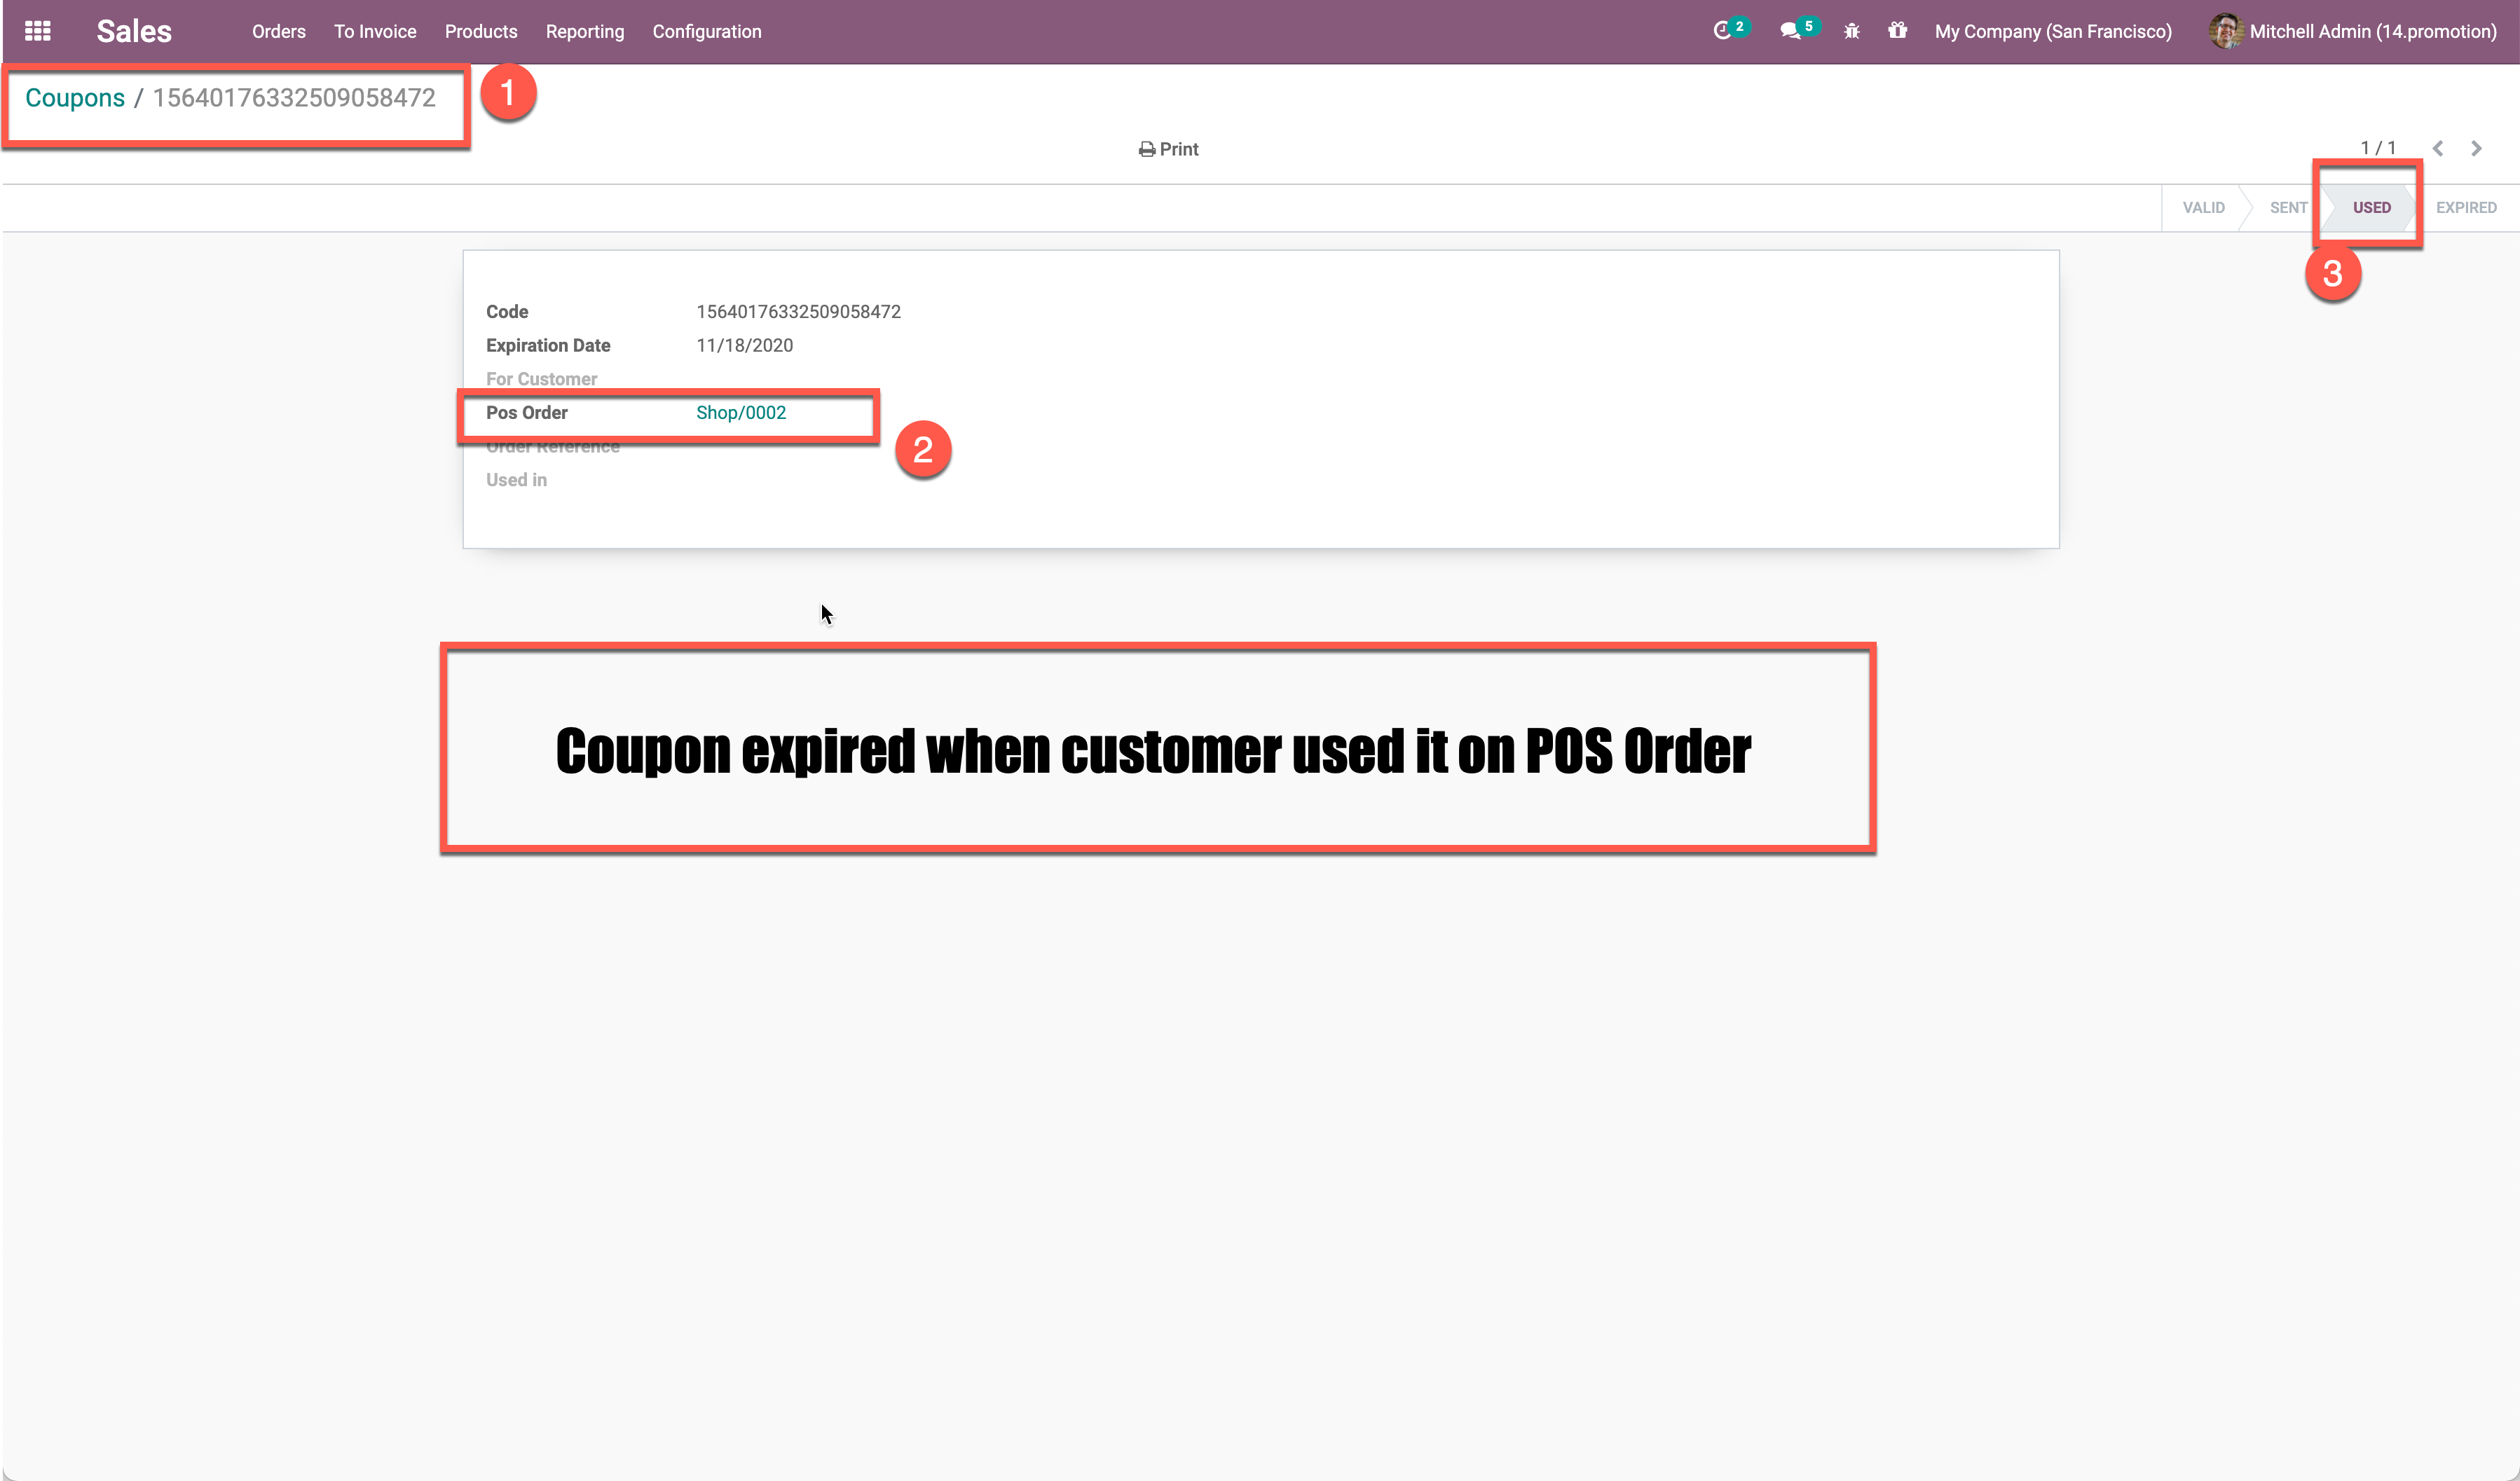 Sales Orders To Invoice Products Reporting Configuration 2 5 My Company (San Francisco) Mitchell Admin (14.promotion)
Coupons / 15640176332509058472 1
Print 1 / 1
VALID SENT USED EXPIRED
3
Code 15640176332509058472
Expiration Date 11/18/2020
For Customer
Pos Order Shop/0002
2
Order Reference
Used in
Coupon expired when customer used it on POS Order